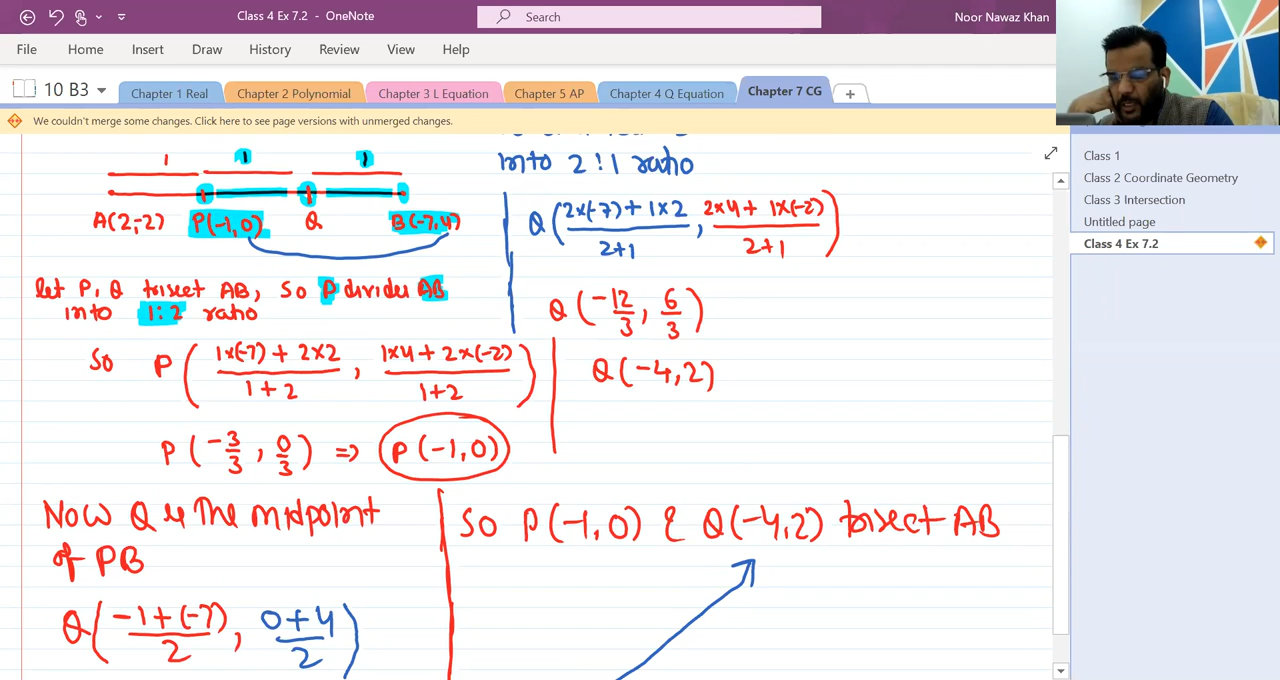 Class 4 Ex 7.2 - OneNote
Search
Noor Nawaz Khan
File Home Insert Draw History Review View Help
10 B3
Chapter 1 Real
Chapter 2 Polynomial
Chapter 3 L Equation
Chapter 5 AP
Chapter 4 Q Equation
Chapter 7 CG
We couldn't merge some changes. Click here to see page versions with unmerged changes.
Class 1
Class 2 Coordinate Geometry
Class 3 Intersection
Untitled page
Class 4 Ex 7.2
1 1 1
A(2,-2) P(-1,0) Q B(-7,4)
let P, Q trisect AB, So P divides AB
into 1:2 ratio
So P ( (1×(-7) + 2×2)/(1+2) , (1×4 + 2×(-2))/(1+2) )
P ( -3/3 , 0/3 ) => P(-1,0)
Now Q is the midpoint
of PB
Q( (-1+(-7))/2 , (0+4)/2 )
into 2:1 ratio
Q ( (2×(-7) + 1×2)/(2+1) , (2×4 + 1×(-2))/(2+1) )
Q ( -12/3 , 6/3 )
Q(-4,2)
So P(-1,0) & Q(-4,2) trisect AB